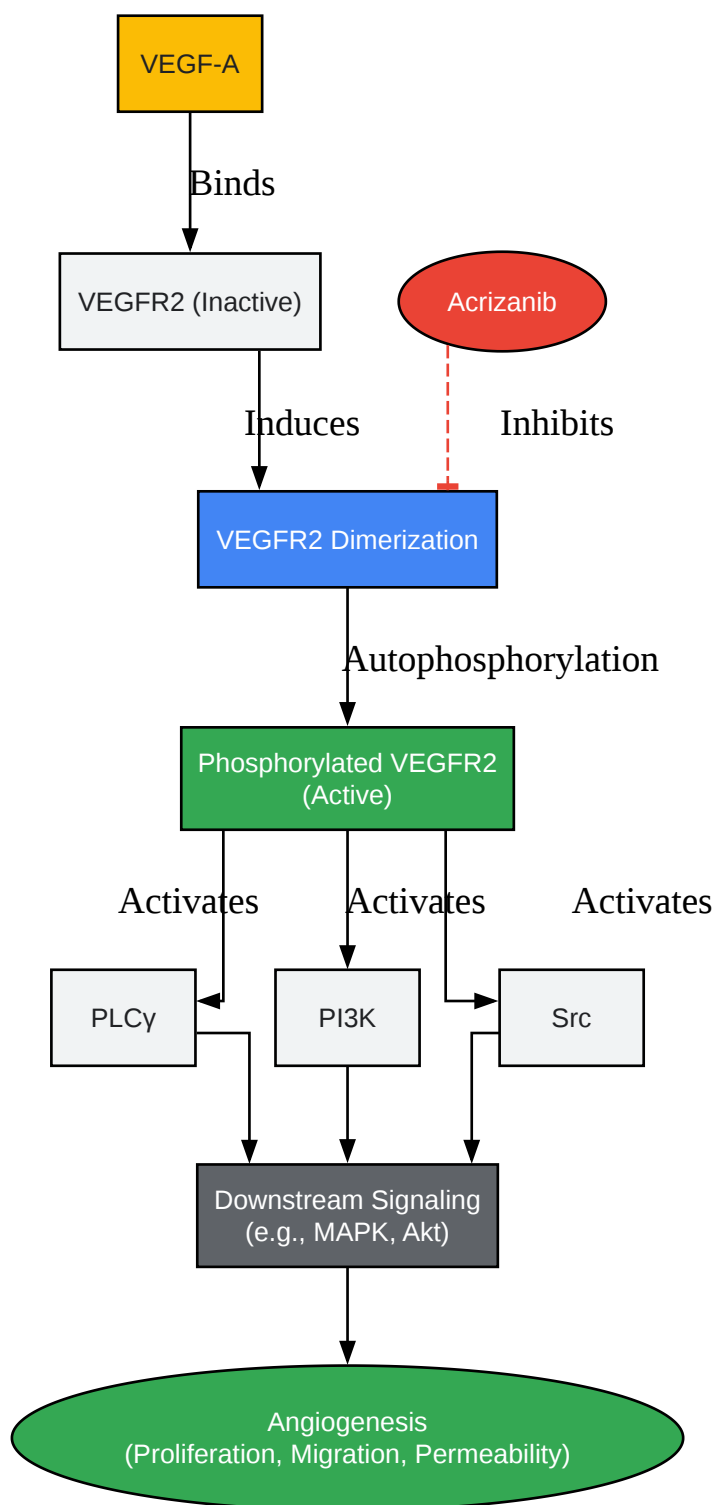 VEGF-A
Binds
VEGFR2 (Inactive)
Acrizanib
Induces
Inhibits
VEGFR2 Dimerization
Autophosphorylation
Phosphorylated VEGFR2
(Active)
Activates
Activates
Activates
PLCγ
PI3K
Src
Downstream Signaling
(e.g., MAPK, Akt)
Angiogenesis
(Proliferation, Migration, Permeability)